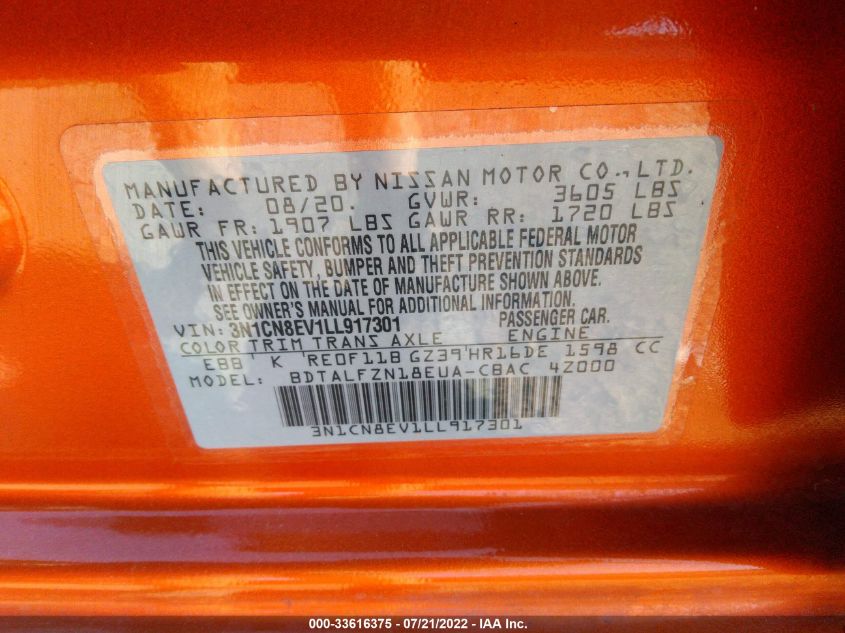 MANUFACTURED BY NISSAN MOTOR CO., LTD.
DATE: 08/20. GVWR: 3605 LBS
GAWR FR: 1907 LBS GAWR RR: 1720 LBS
THIS VEHICLE CONFORMS TO ALL APPLICABLE FEDERAL MOTOR
VEHICLE SAFETY, BUMPER AND THEFT PREVENTION STANDARDS
IN EFFECT ON THE DATE OF MANUFACTURE SHOWN ABOVE.
SEE OWNER'S MANUAL FOR ADDITIONAL INFORMATION.
VIN: 3N1CN8EV1LL917301 PASSENGER CAR.
COLOR TRIM TRANS AXLE ENGINE
EBB K RE0F11B GZ39 HR16DE 1598 CC
MODEL: BDTALFZN18EUA-CBAC 4Z000
3N1CN8EV1LL917301
000-33616375 - 07/21/2022 - IAA Inc.